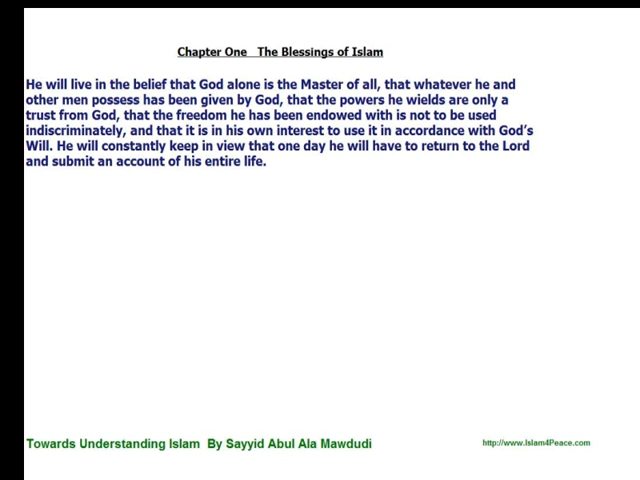 Chapter One   The Blessings of Islam
He will live in the belief that God alone is the Master of all, that whatever he and
other men possess has been given by God, that the powers he wields are only a
trust from God, that the freedom he has been endowed with is not to be used
indiscriminately, and that it is in his own interest to use it in accordance with God’s
Will. He will constantly keep in view that one day he will have to return to the Lord
and submit an account of his entire life.
Towards Understanding Islam  By Sayyid Abul Ala Mawdudi
http://www.Islam4Peace.com